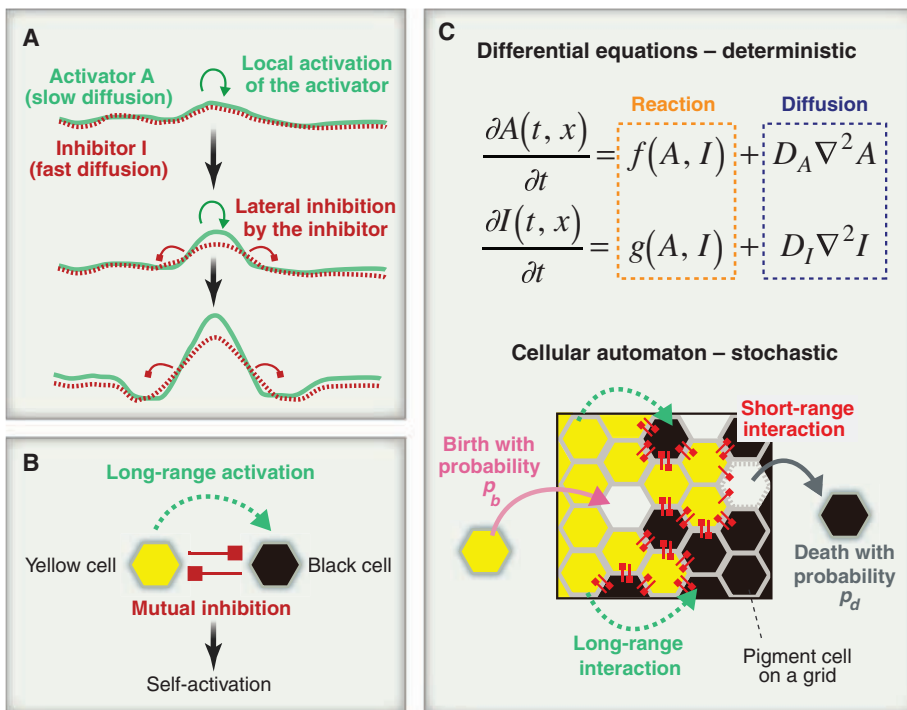 A
Activator A
(slow diffusion)
Local activation
of the activator
Inhibitor I
(fast diffusion)
Lateral inhibition
by the inhibitor
B
Long-range activation
Yellow cell
Black cell
Mutual inhibition
Self-activation
C
Differential equations – deterministic
Reaction
Diffusion
∂A(t, x)/∂t = f(A, I) + D_A∇²A
∂I(t, x)/∂t = g(A, I) + D_I∇²I
Cellular automaton – stochastic
Short-range
interaction
Birth with
probability
p_b
Death with
probability
p_d
Long-range
interaction
Pigment cell
on a grid